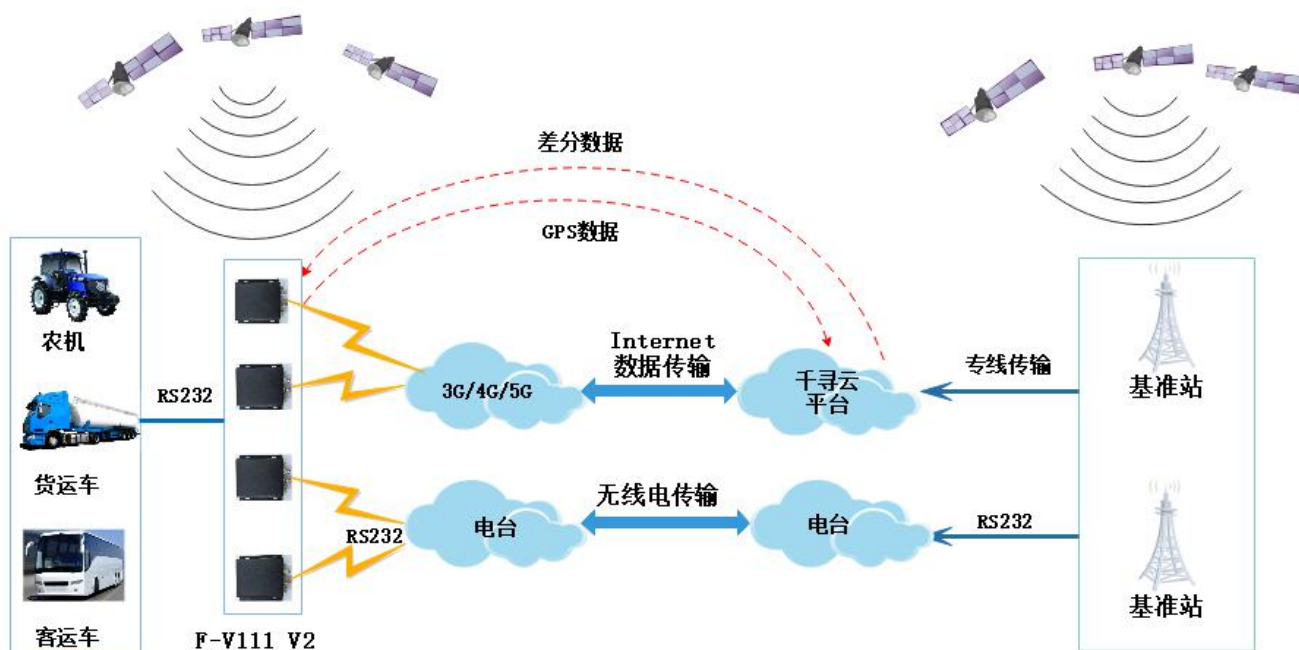 差分数据
GPS数据
农机
RS232
货运车
客运车
F-V111 V2
3G/4G/5G
Internet
数据传输
千寻云
平台
专线传输
基准站
RS232
电台
无线电传输
电台
RS232
基准站